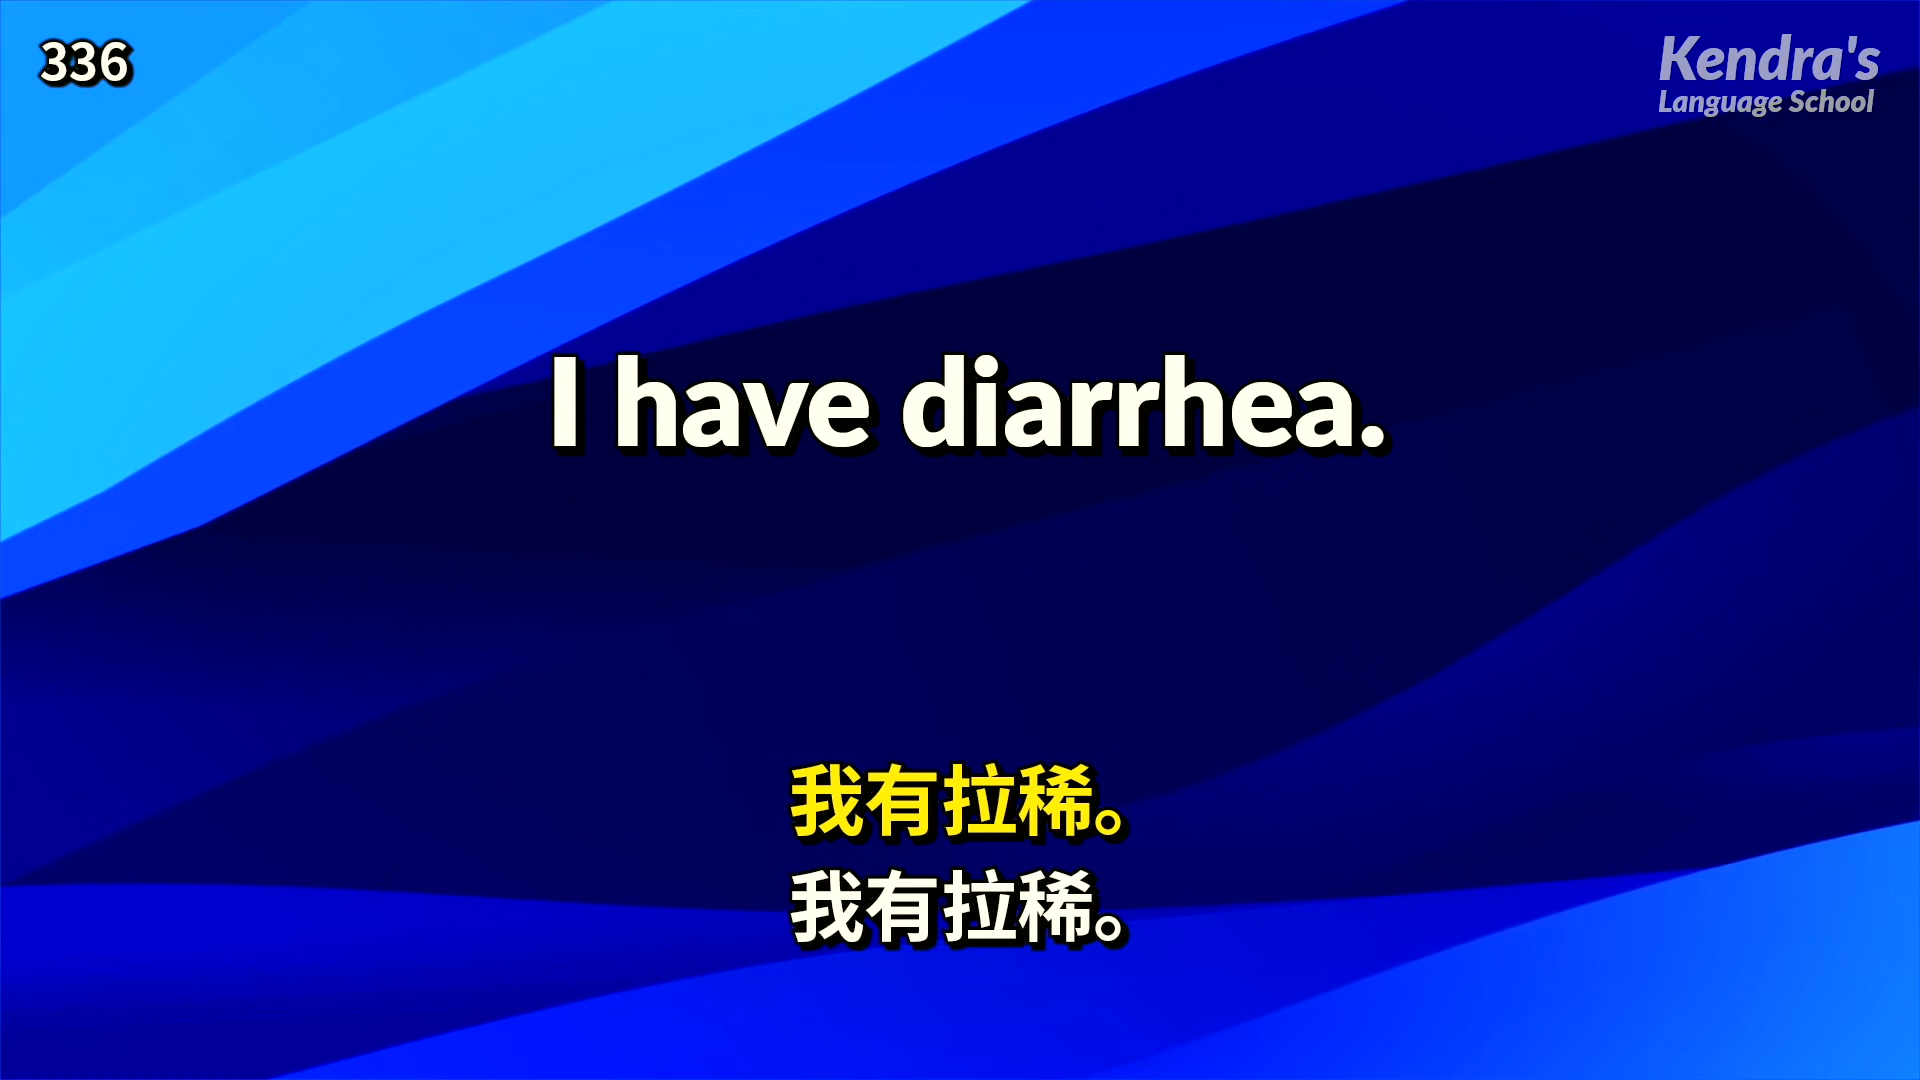 336
Kendra's
Language School
I have diarrhea.
我有拉稀。
我有拉稀。